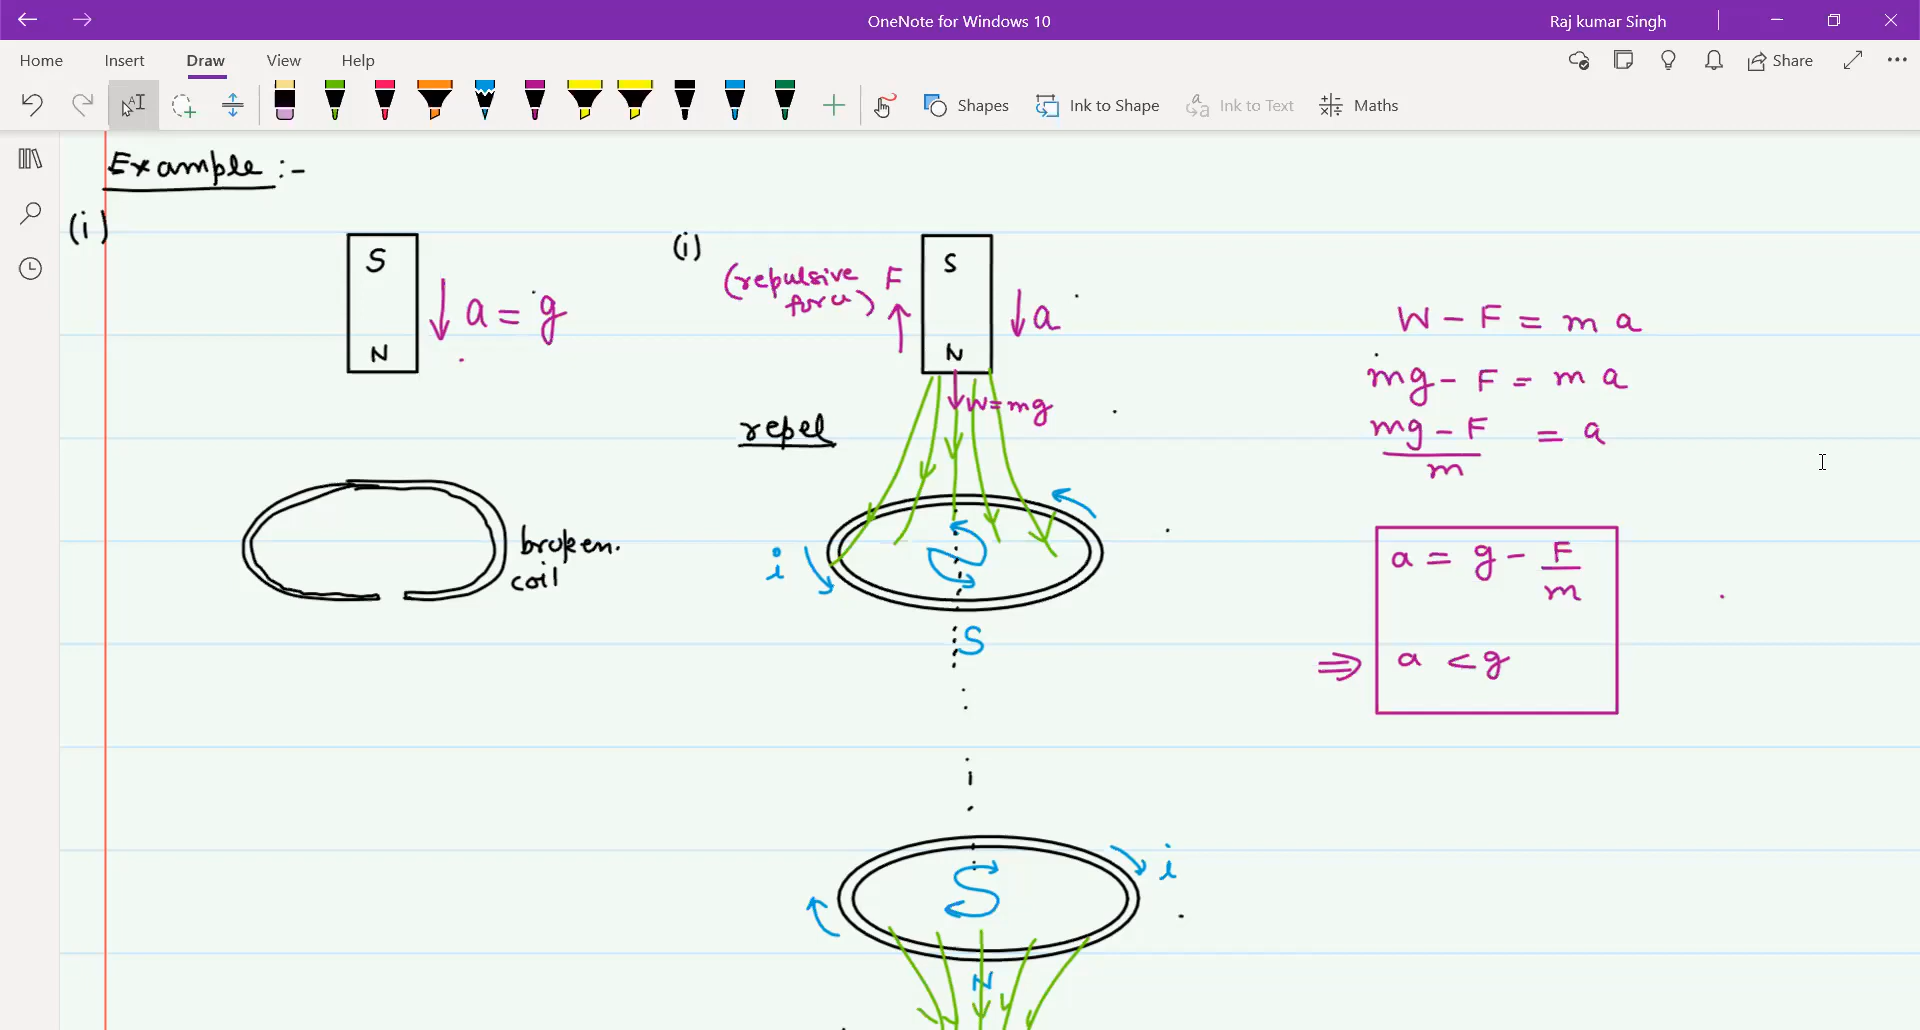 OneNote for Windows 10
Raj kumar Singh
Home Insert Draw View Help
Share
Shapes Ink to Shape Ink to Text Maths
Example :-
(i)
S
N
a = g
broken.
coil
(i)
(repulsive
force)
F
S
N
a
W=mg
repel
i
S
i
N
W - F = m a
mg - F = m a
mg - F = a
m
a = g - F
m
⇒ a < g